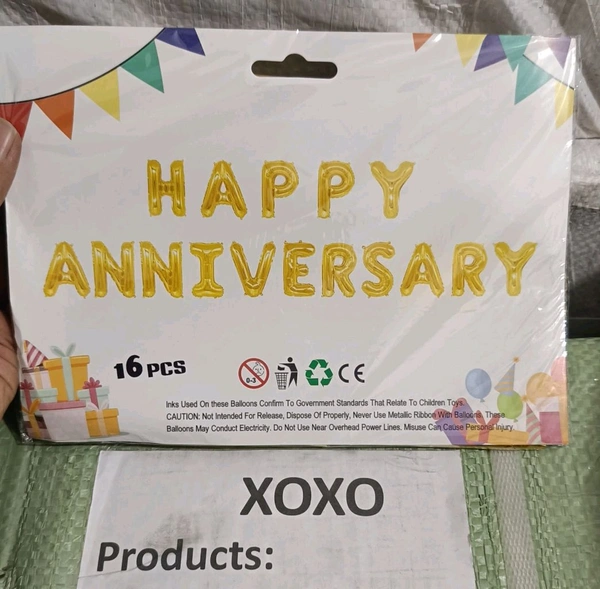 HAPPY
ANNIVERSARY
16 PCS
0-3
CE
Inks Used On these Balloons Confirm To Government Standards That Relate To Children Toys.
CAUTION: Not Intended For Release, Dispose Of Properly, Never Use Metallic Ribbon With Balloons. These
Balloons May Conduct Electricity. Do Not Use Near Overhead Power Lines. Misuse Can Cause Personal Injury.
XOXO
Products: